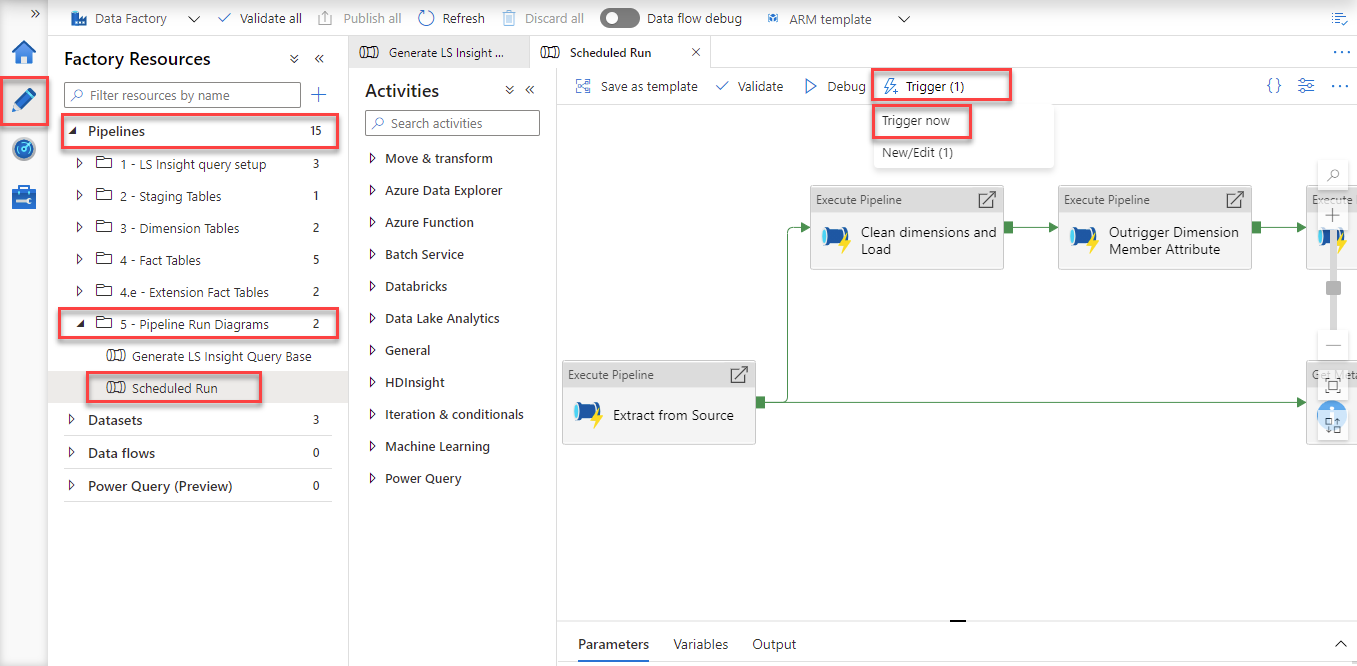 Data Factory
Validate all
Publish all
Refresh
Discard all
Data flow debug
ARM template
Factory Resources
Filter resources by name
Pipelines 15
1 - LS Insight query setup 3
2 - Staging Tables 1
3 - Dimension Tables 2
4 - Fact Tables 5
4.e - Extension Fact Tables 2
5 - Pipeline Run Diagrams 2
Generate LS Insight Query Base
Scheduled Run
Datasets 3
Data flows 0
Power Query (Preview) 0
Generate LS Insight ...
Scheduled Run
Activities
Search activities
Move & transform
Azure Data Explorer
Azure Function
Batch Service
Databricks
Data Lake Analytics
General
HDInsight
Iteration & conditionals
Machine Learning
Power Query
Save as template
Validate
Debug
Trigger (1)
{}
Trigger now
New/Edit (1)
Execute Pipeline
Clean dimensions and
Load
Execute Pipeline
Outrigger Dimension
Member Attribute
Execute
Execute Pipeline
Extract from Source
Get Meta
Parameters
Variables
Output